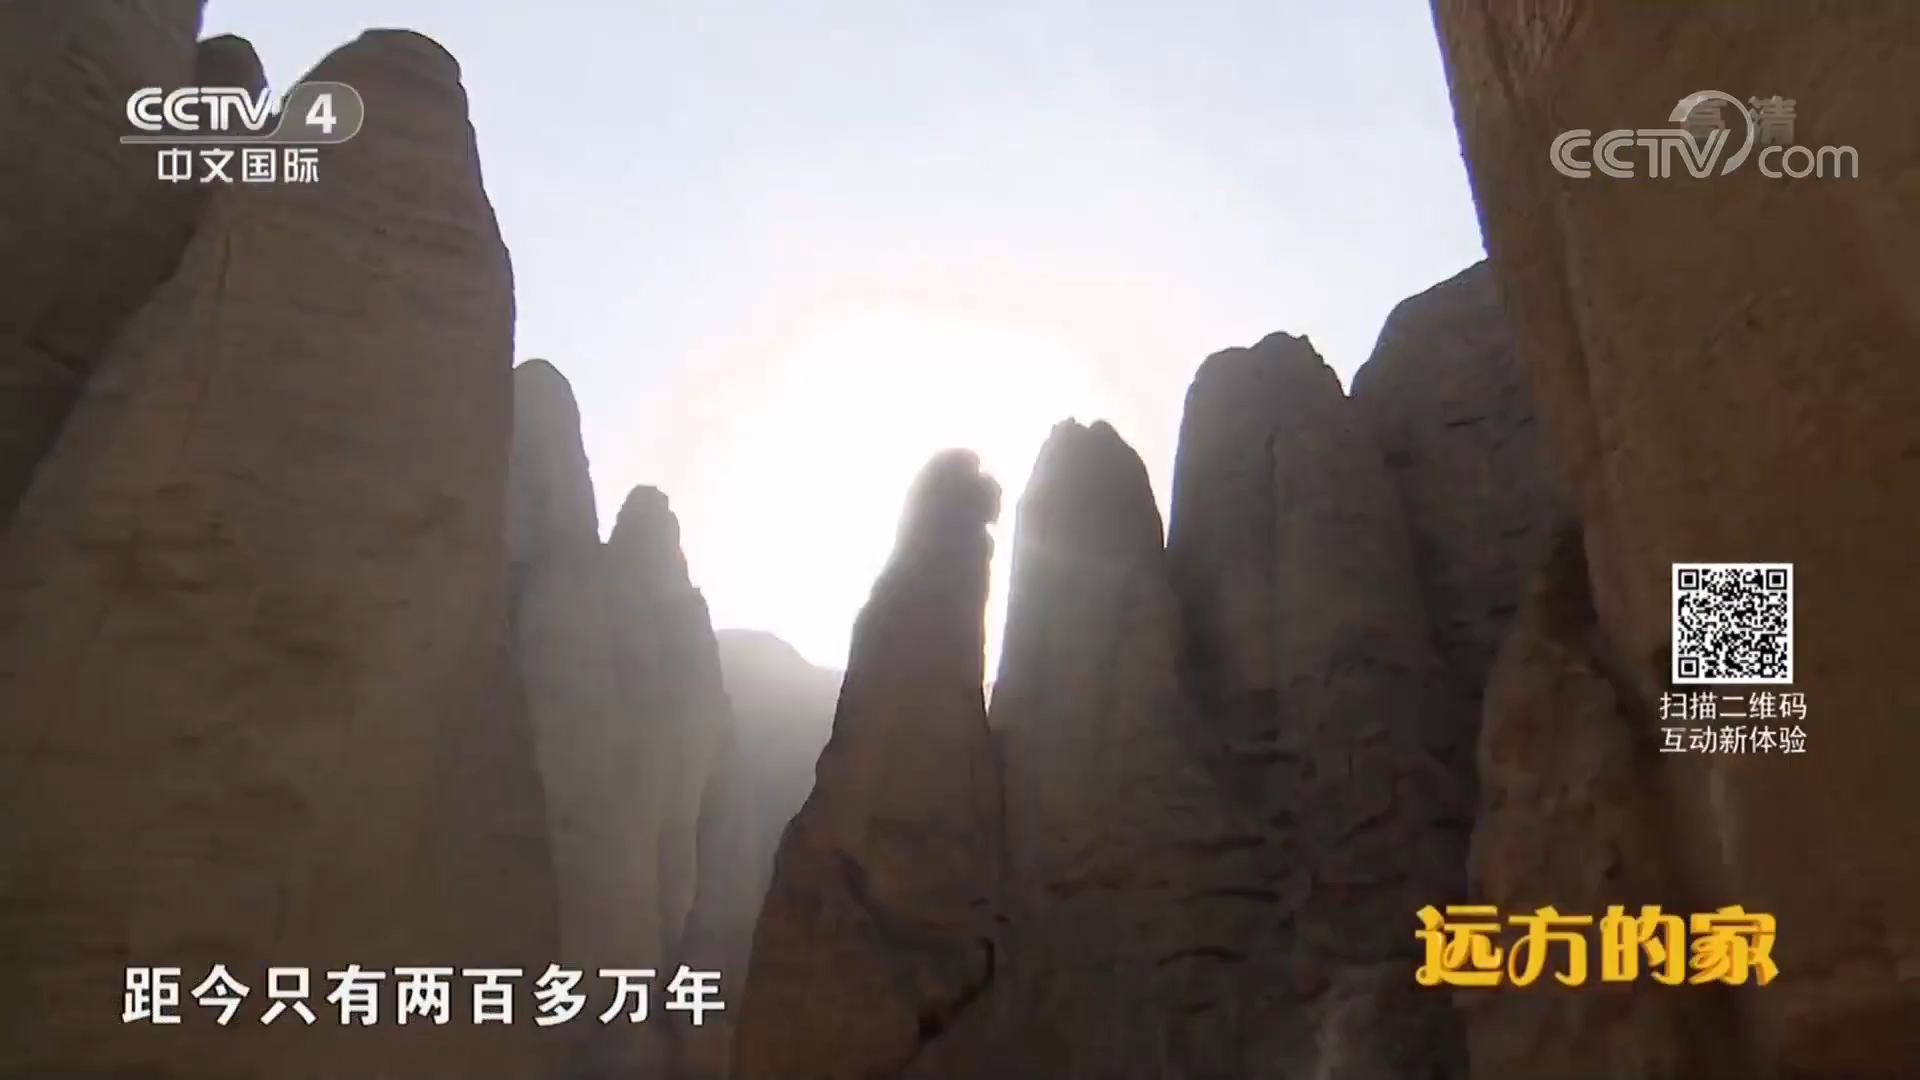 CCTV 4
中文国际
高清
CCTV.com
扫描二维码
互动新体验
远方的家
距今只有两百多万年